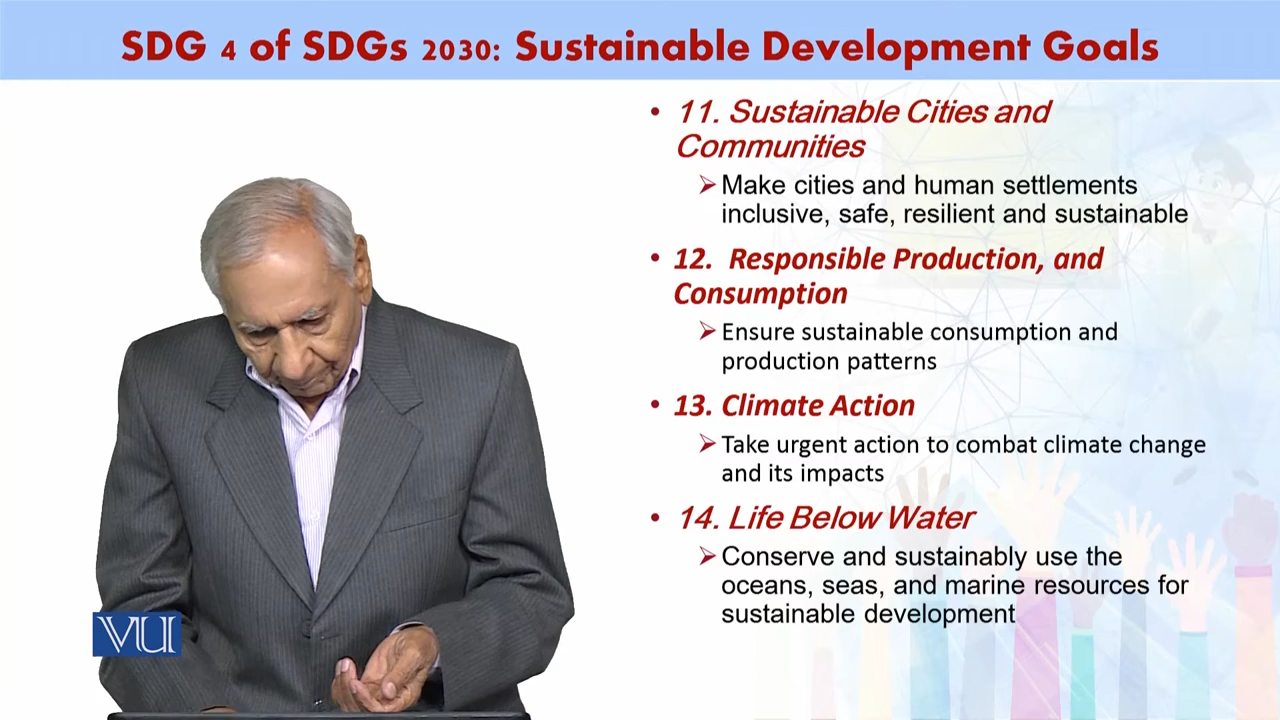 SDG 4 of SDGs 2030: Sustainable Development Goals
• 11. Sustainable Cities and
Communities
➢ Make cities and human settlements
inclusive, safe, resilient and sustainable
• 12. Responsible Production, and
Consumption
➢ Ensure sustainable consumption and
production patterns
• 13. Climate Action
➢ Take urgent action to combat climate change
and its impacts
• 14. Life Below Water
➢ Conserve and sustainably use the
oceans, seas, and marine resources for
sustainable development
VU